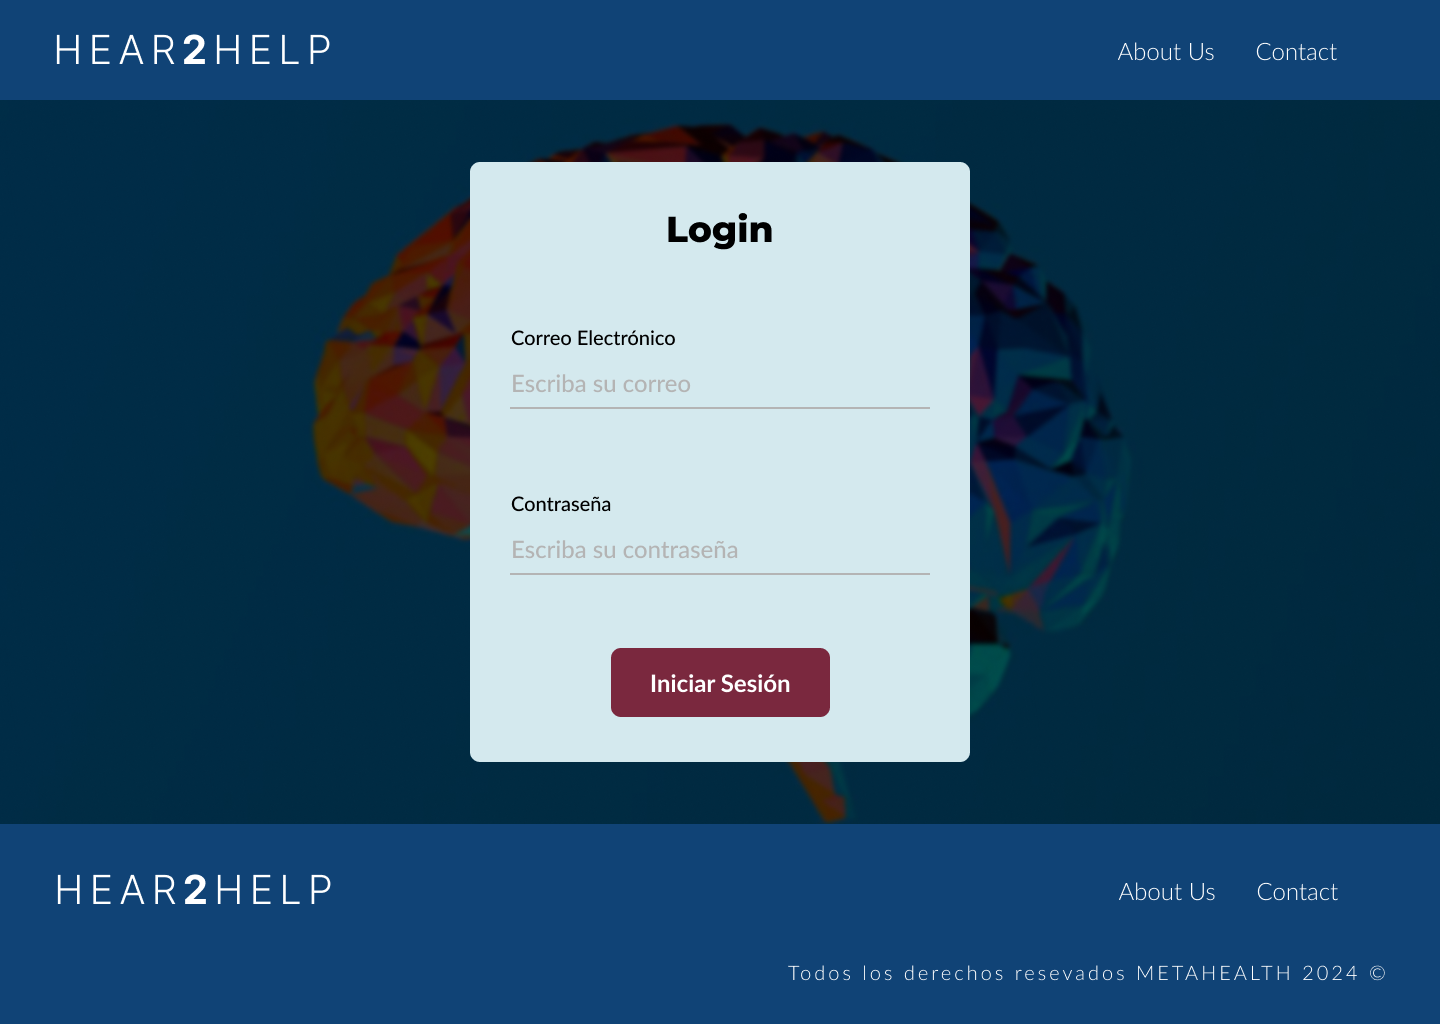 HEAR2HELP About Us Contact
Login
Correo Electrónico
Escriba su correo
Contraseña
Escriba su contraseña
Iniciar Sesión
HEAR2HELP About Us Contact
Todos los derechos resevados METAHEALTH 2024 ©